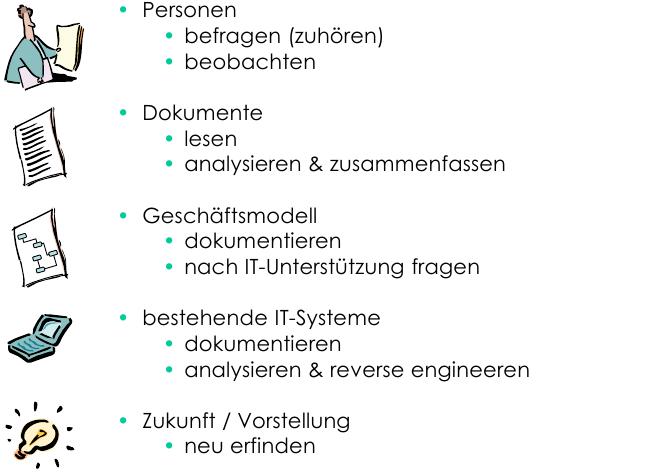 • Personen
• befragen (zuhören)
• beobachten
• Dokumente
• lesen
• analysieren & zusammenfassen
• Geschäftsmodell
• dokumentieren
• nach IT-Unterstützung fragen
• bestehende IT-Systeme
• dokumentieren
• analysieren & reverse engineeren
• Zukunft / Vorstellung
• neu erfinden